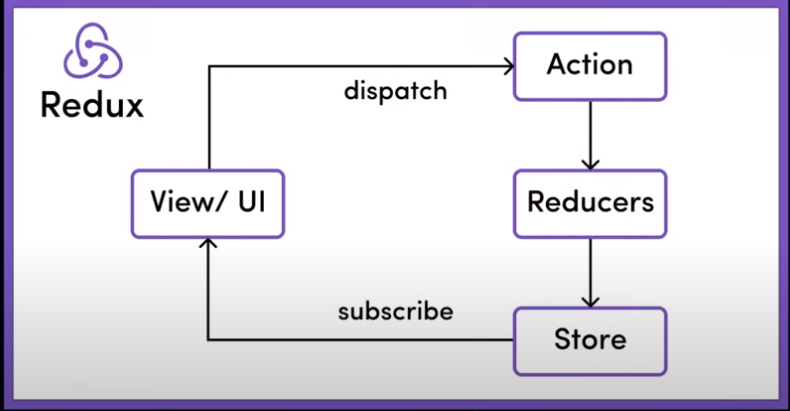 Redux
dispatch
Action
View/ UI
Reducers
subscribe
Store